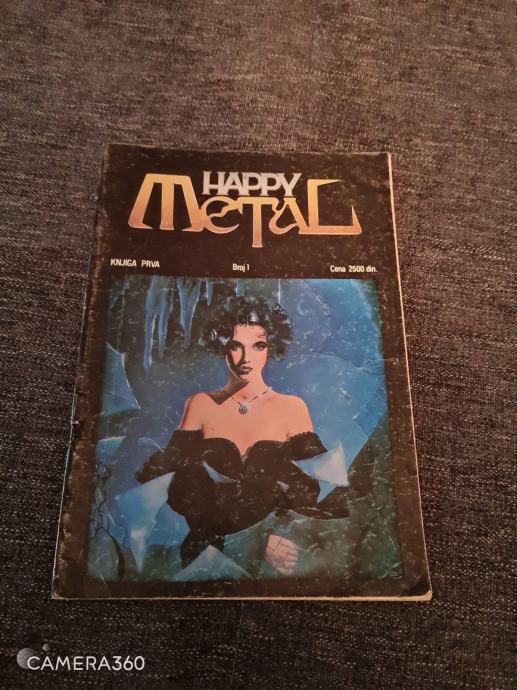 HAPPY
METAL
KNJIGA PRVA Broj 1 Cena 2500 din.
CAMERA360